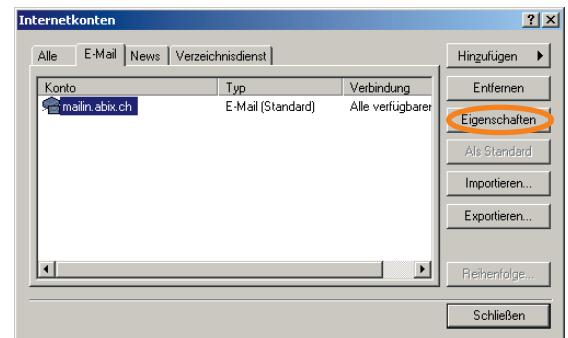 Internetkonten
Alle E-Mail News Verzeichnisdienst
Hinzufügen
Konto Typ Verbindung
mailin.abix.ch E-Mail (Standard) Alle verfügbaren
Entfernen
Eigenschaften
Als Standard
Importieren...
Exportieren...
Reihenfolge...
Schließen